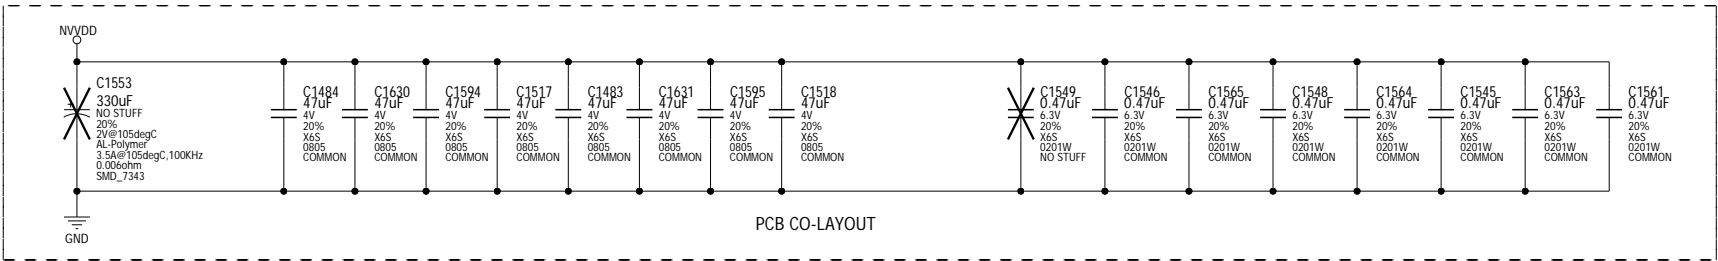 NVVDD
C1553
330uF
NO STUFF
20%
2V@105degC
AL-Polymer
3.5A@105degC,100KHz
0.006ohm
SMD_7343
+
C1484
47uF
4V
20%
X6S
0805
COMMON
C1630
47uF
4V
20%
X6S
0805
COMMON
C1594
47uF
4V
20%
X6S
0805
COMMON
C1517
47uF
4V
20%
X6S
0805
COMMON
C1483
47uF
4V
20%
X6S
0805
COMMON
C1631
47uF
4V
20%
X6S
0805
COMMON
C1595
47uF
4V
20%
X6S
0805
COMMON
C1518
47uF
4V
20%
X6S
0805
COMMON
C1549
0.47uF
6.3V
20%
X6S
0201W
NO STUFF
C1546
0.47uF
6.3V
20%
X6S
0201W
COMMON
C1565
0.47uF
6.3V
20%
X6S
0201W
COMMON
C1548
0.47uF
6.3V
20%
X6S
0201W
COMMON
C1564
0.47uF
6.3V
20%
X6S
0201W
COMMON
C1545
0.47uF
6.3V
20%
X6S
0201W
COMMON
C1563
0.47uF
6.3V
20%
X6S
0201W
COMMON
C1561
0.47uF
6.3V
20%
X6S
0201W
COMMON
GND
PCB CO-LAYOUT